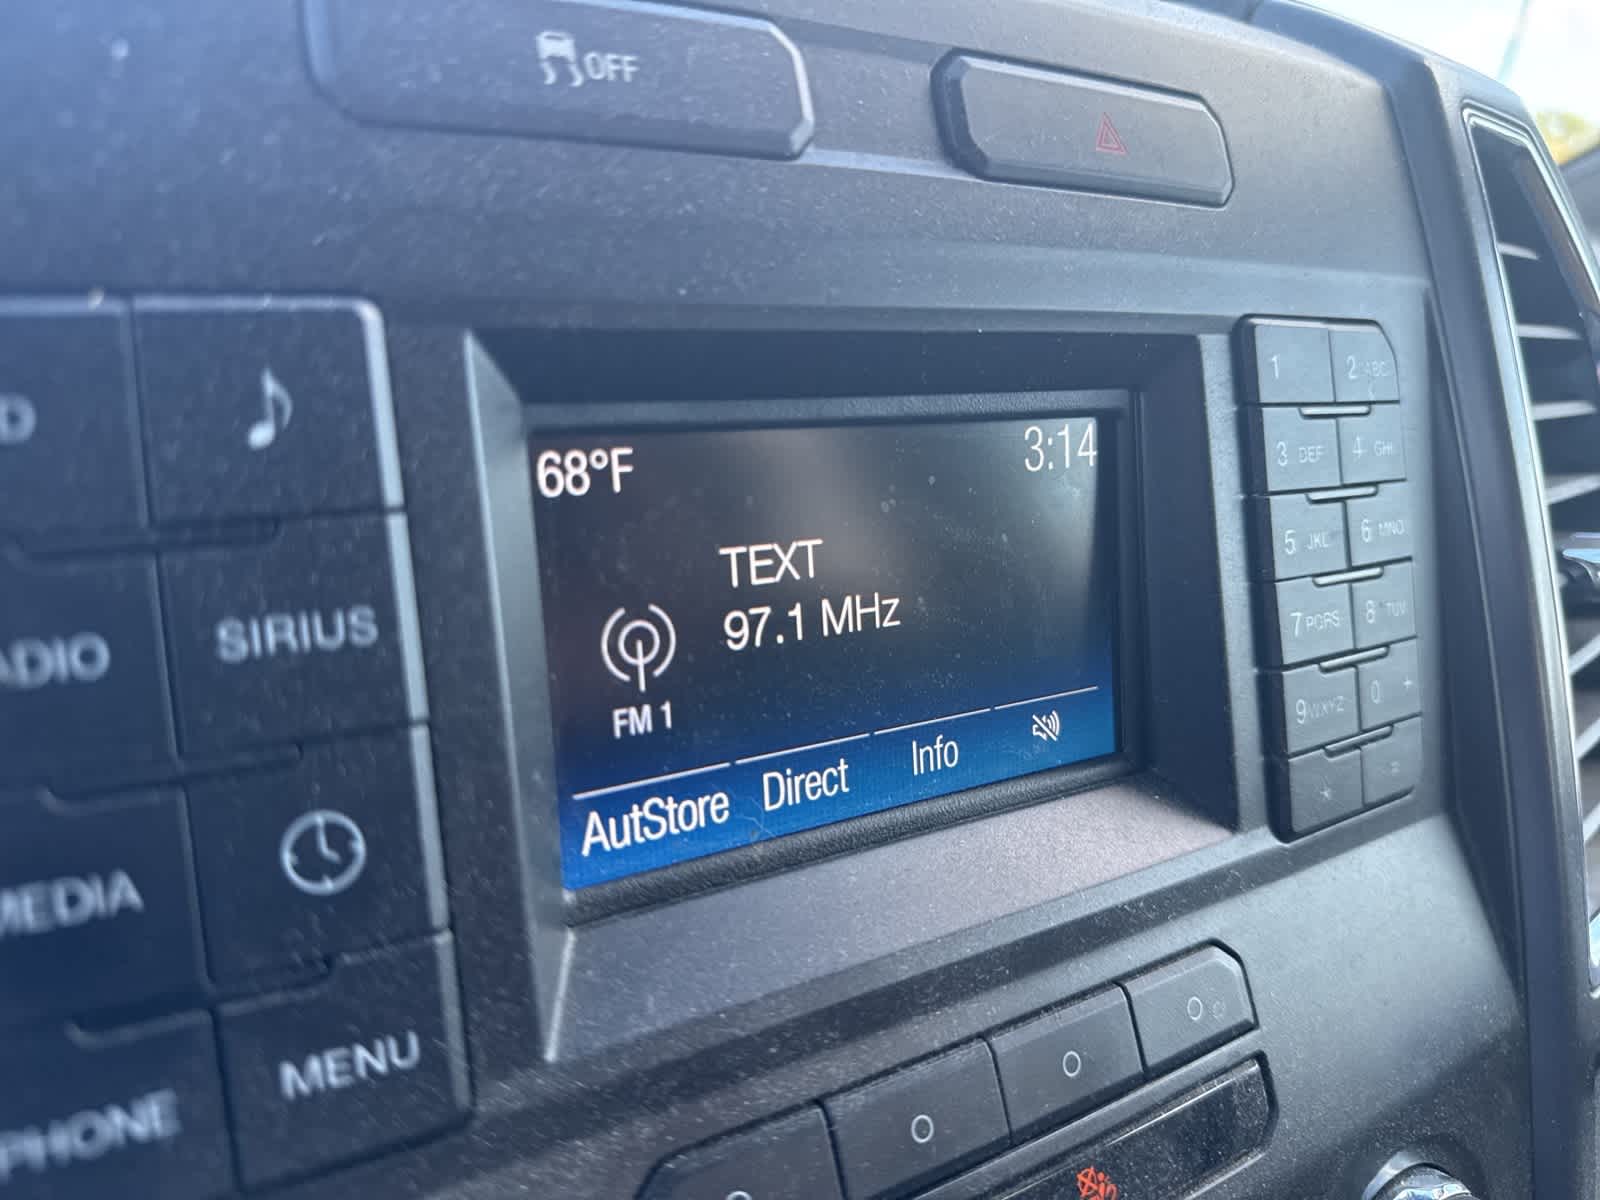 OFF
68°F 3:14
TEXT
97.1 MHz
FM 1
AutStore Direct Info
SIRIUS
MEDIA
MENU
PHONE
1 2 ABC
3 DEF 4 GHI
5 JKL 6 MNO
7 PQRS 8 TUV
9 WXYZ 0 +
*